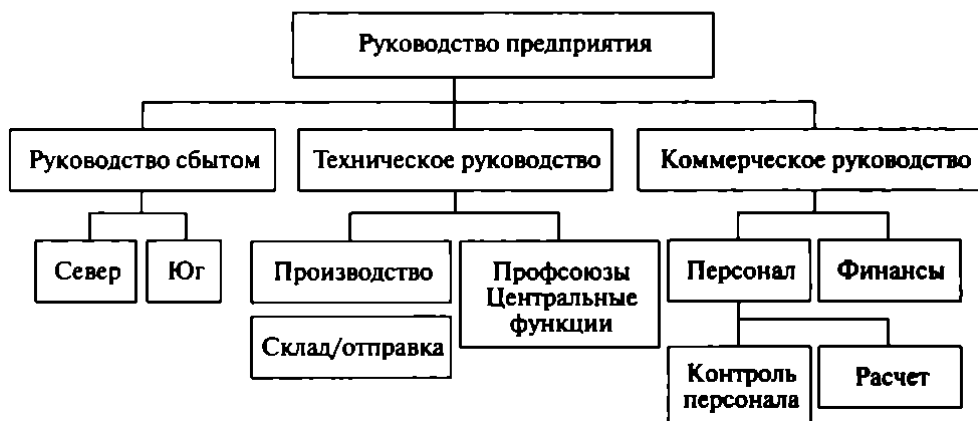 Руководство предприятия
Руководство сбытом
Техническое руководство
Коммерческое руководство
Север
Юг
Производство
Профсоюзы
Центральные
функции
Персонал
Финансы
Склад/отправка
Контроль
персонала
Расчет